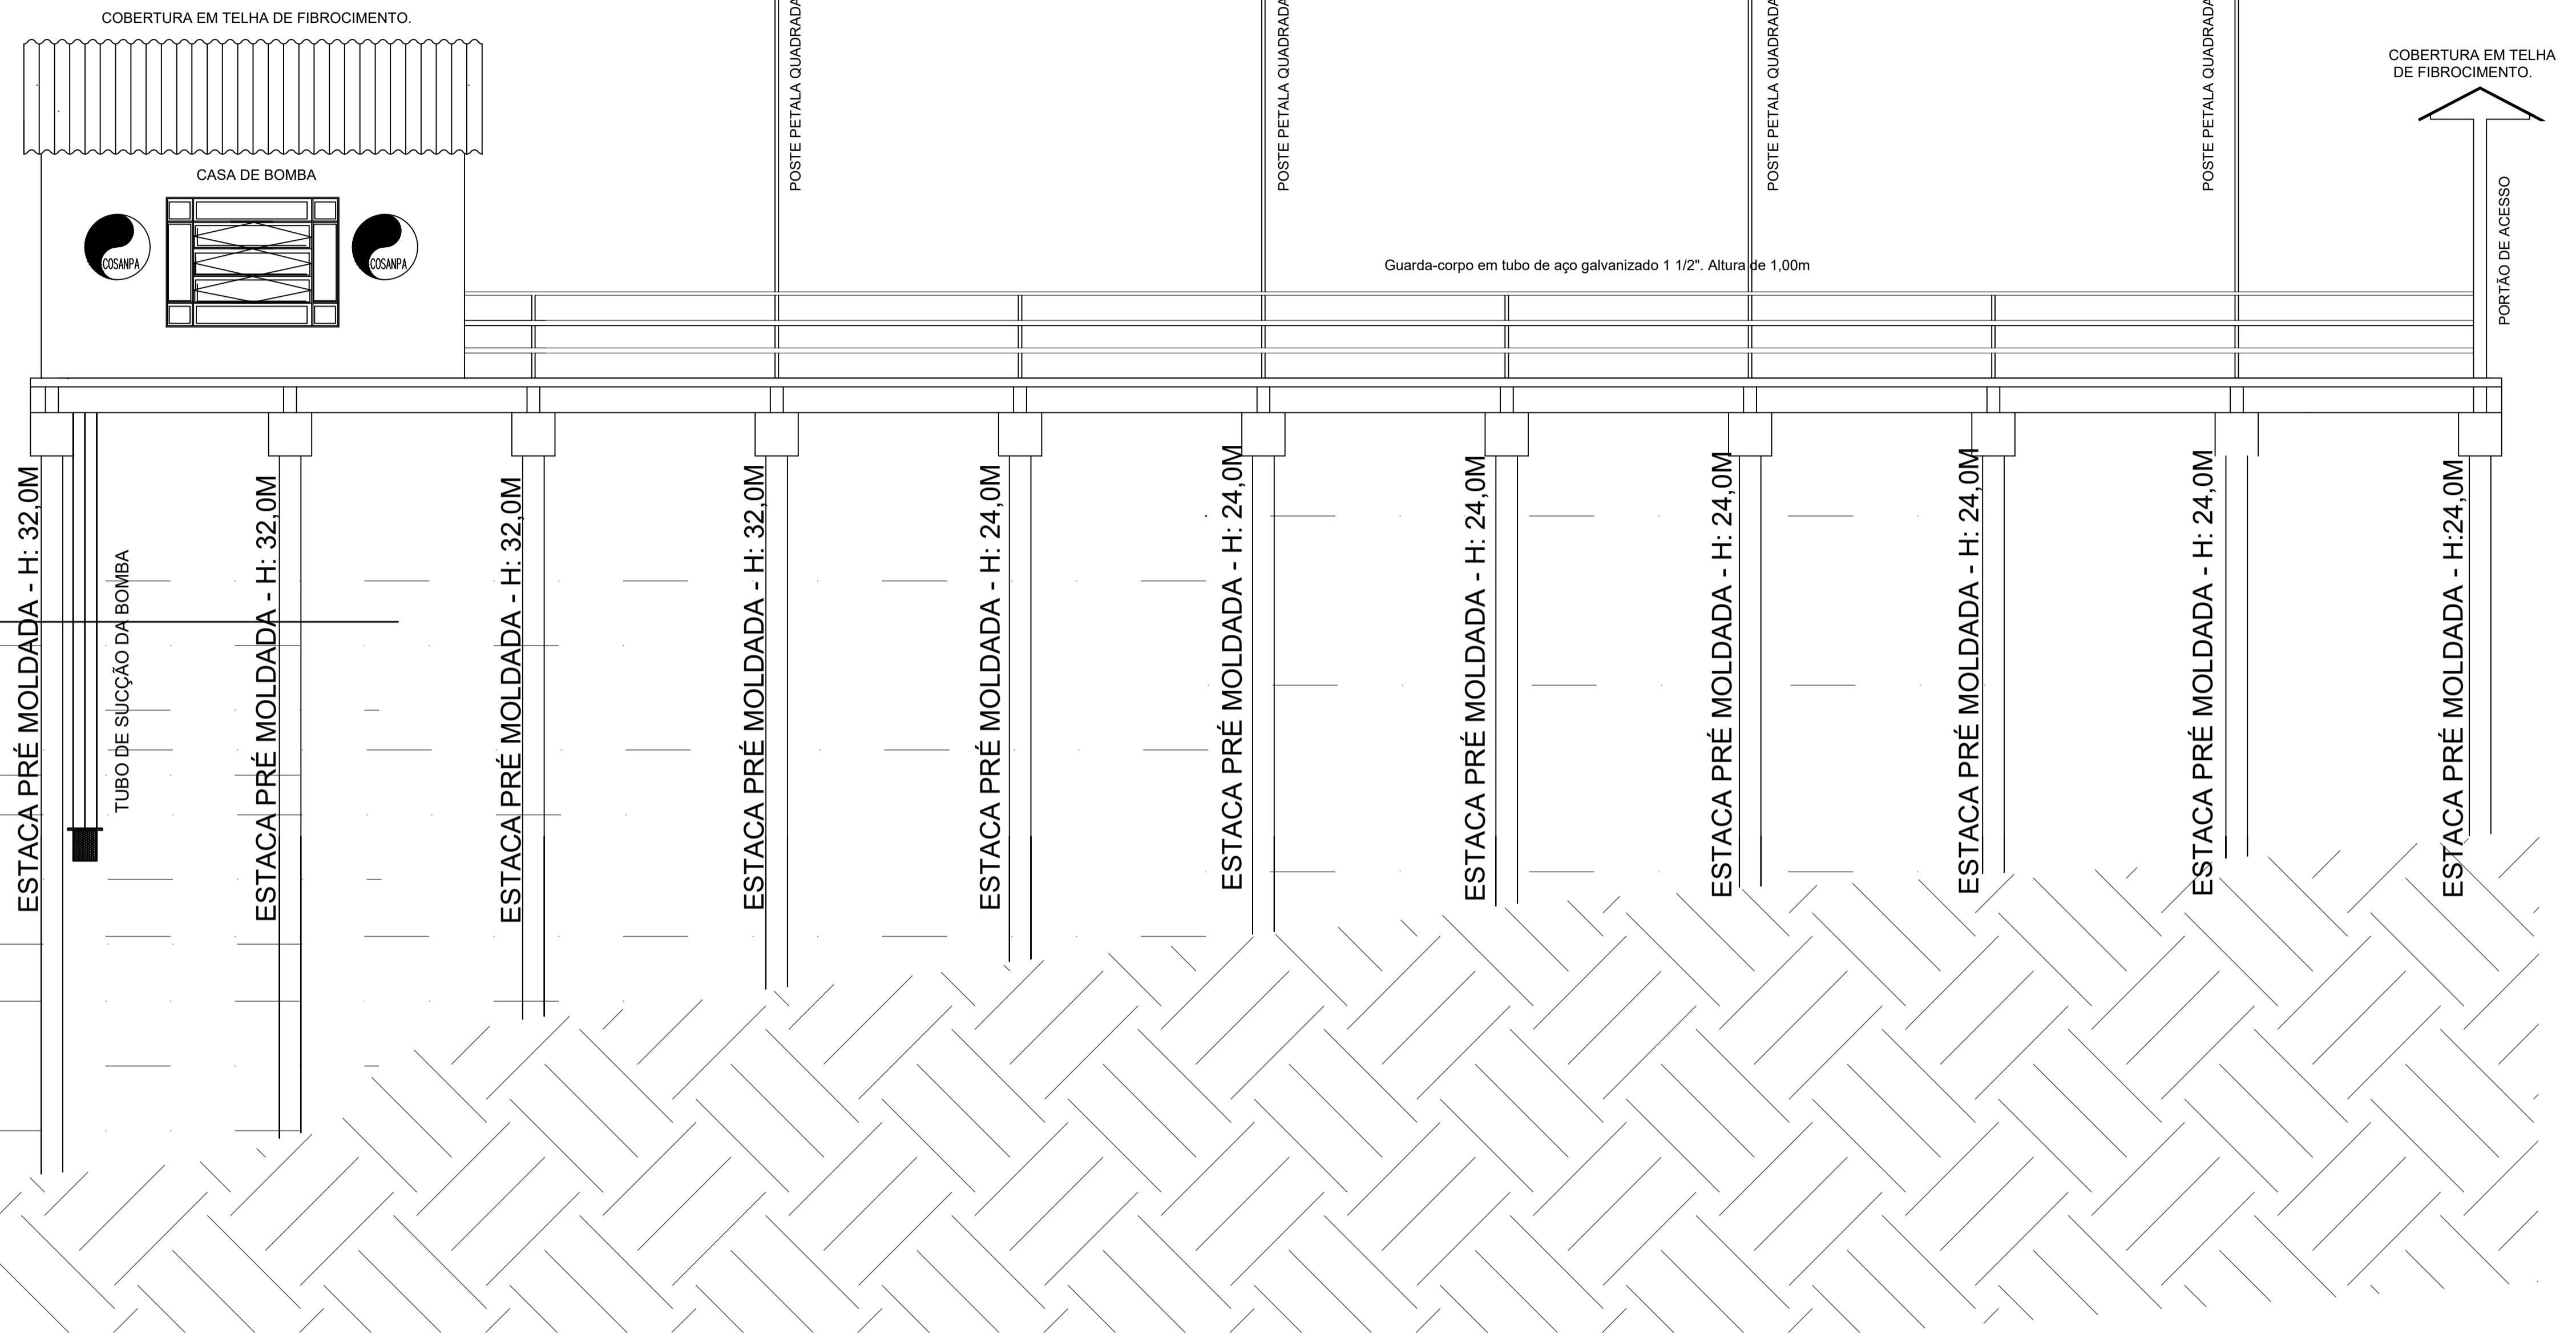 COBERTURA EM TELHA DE FIBROCIMENTO.
POSTE PETALA QUADRADA
POSTE PETALA QUADRADA
POSTE PETALA QUADRADA
POSTE PETALA QUADRADA
COBERTURA EM TELHA
DE FIBROCIMENTO.
CASA DE BOMBA
COSANPA
COSANPA
Guarda-corpo em tubo de aço galvanizado 1 1/2". Altura de 1,00m
PORTÃO DE ACESSO
ESTACA PRÉ MOLDADA - H: 32,0M
TUBO DE SUCÇÃO DA BOMBA
ESTACA PRÉ MOLDADA - H: 32,0M
ESTACA PRÉ MOLDADA - H: 32,0M
ESTACA PRÉ MOLDADA - H: 32,0M
ESTACA PRÉ MOLDADA - H: 24,0M
ESTACA PRÉ MOLDADA - H: 24,0M
ESTACA PRÉ MOLDADA - H: 24,0M
ESTACA PRÉ MOLDADA - H: 24,0M
ESTACA PRÉ MOLDADA - H: 24,0M
ESTACA PRÉ MOLDADA - H: 24,0M
ESTACA PRÉ MOLDADA - H:24,0M